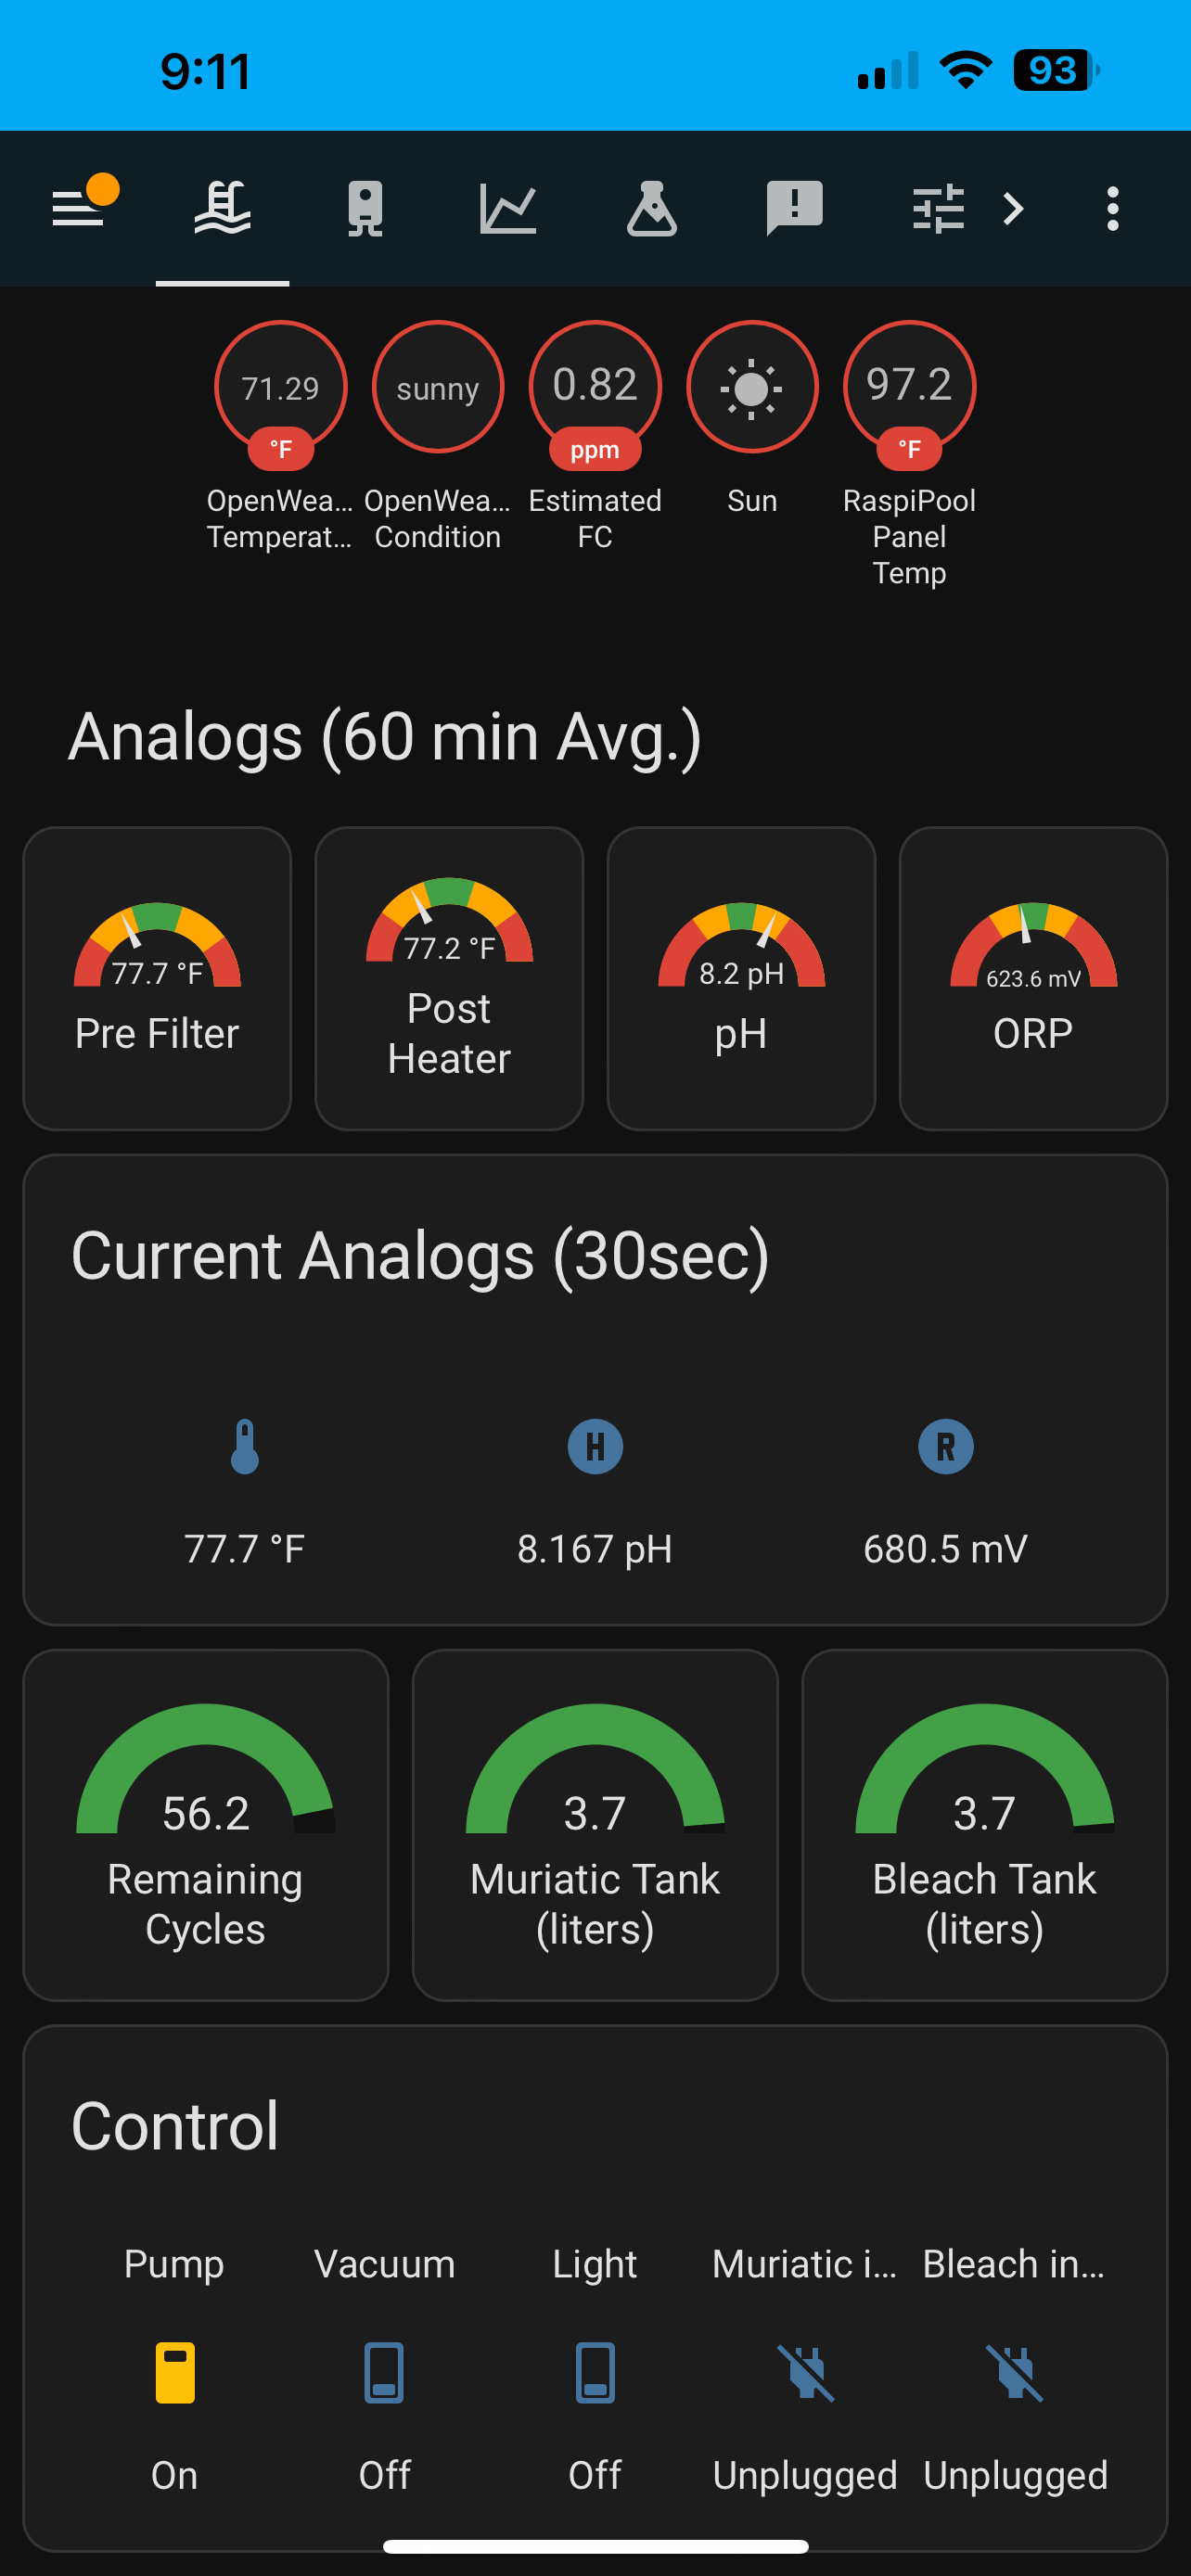 9:11
93
71.29
°F
OpenWea...
Temperat...
sunny
OpenWea...
Condition
0.82
ppm
Estimated
FC
Sun
97.2
°F
RaspiPool
Panel
Temp
Analogs (60 min Avg.)
77.7 °F
Pre Filter
77.2 °F
Post
Heater
8.2 pH
pH
623.6 mV
ORP
Current Analogs (30sec)
H
R
77.7 °F
8.167 pH
680.5 mV
56.2
Remaining
Cycles
3.7
Muriatic Tank
(liters)
3.7
Bleach Tank
(liters)
Control
Pump
Vacuum
Light
Muriatic i...
Bleach in...
On
Off
Off
Unplugged
Unplugged